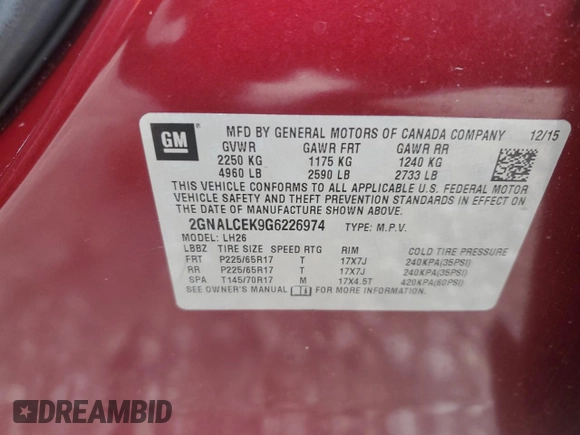 GM
MFD BY GENERAL MOTORS OF CANADA COMPANY 12/15
GVWR GAWR FRT GAWR RR
2250 KG 1175 KG 1240 KG
4960 LB 2590 LB 2733 LB
THIS VEHICLE CONFORMS TO ALL APPLICABLE U.S. FEDERAL MOTOR
VEHICLE SAFETY AND THEFT PREVENTION STANDARDS IN EFFECT
ON THE DATE OF MANUFACTURE SHOWN ABOVE.
2GNALCEK9G6226974 TYPE: M.P.V.
MODEL: LH26
LBBZ TIRE SIZE SPEED RTG RIM COLD TIRE PRESSURE
FRT P225/65R17 T 17X7J 240KPA(35PSI)
RR P225/65R17 T 17X7J 240KPA(35PSI)
SPA T145/70R17 M 17X4.5T 420KPA(60PSI)
SEE OWNER'S MANUAL FOR MORE INFORMATION.
DREAMBID